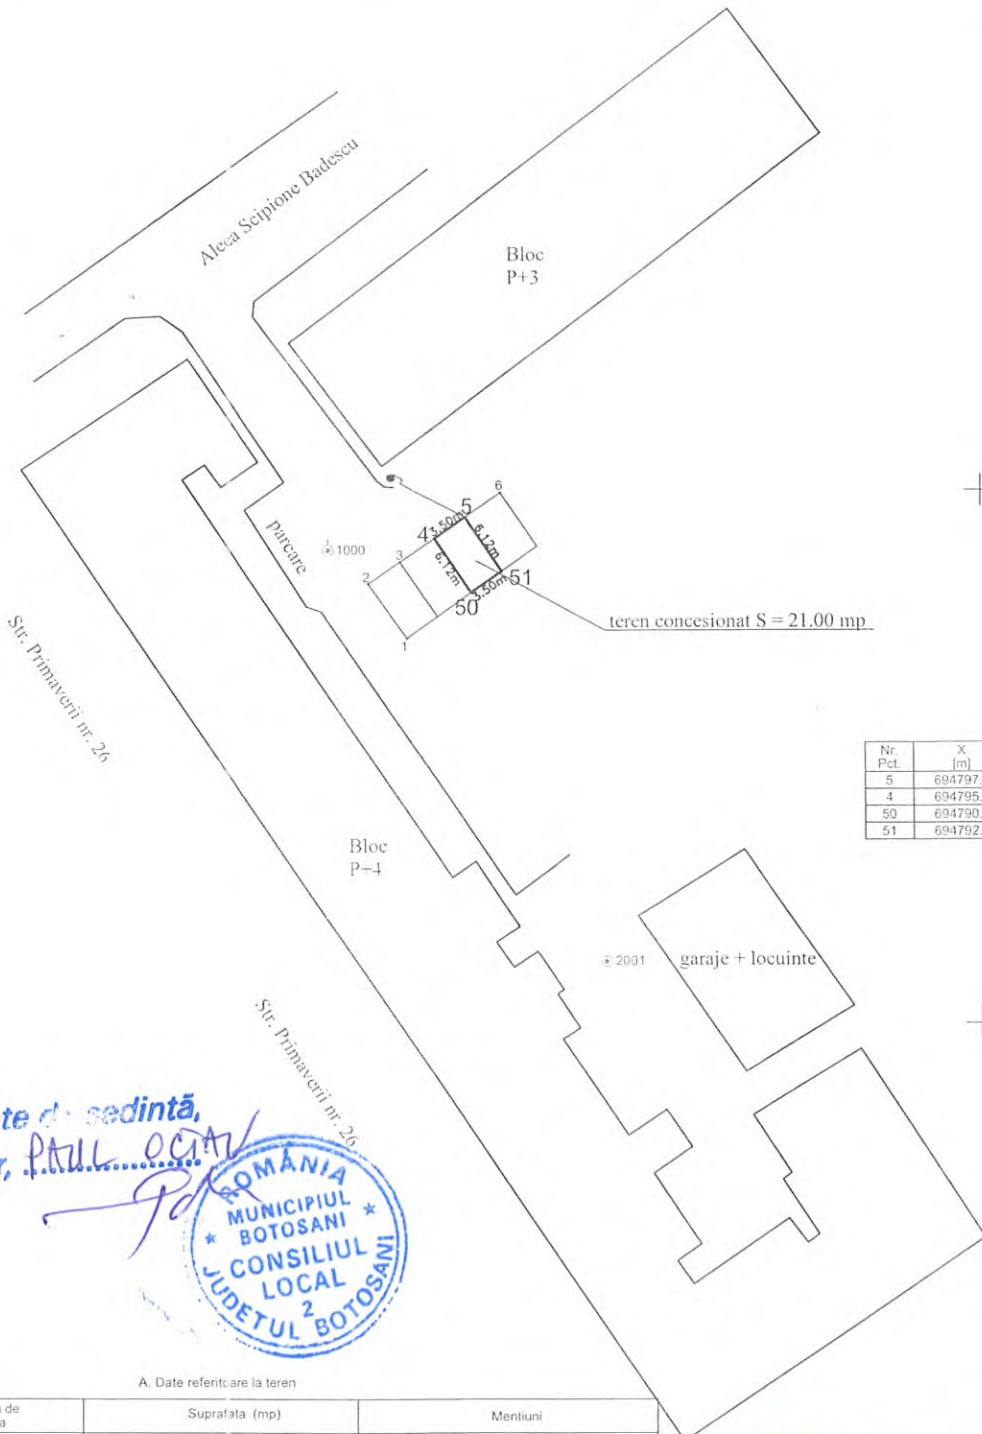 Aleea Scipione Badescu
Bloc
P+3
6
5
4
3.50m
6.12m
6.12m
3.50m
51
50
3
2
1
1000
parcare
teren concesionat S = 21.00 mp
Str. Primaverii nr. 26
Nr. Pct. X [m]
5 694797.
4 694795.
50 694790.
51 694792.
Bloc
P+4
2001
garaje + locuinte
Str. Primaverii nr. 26
sedintă,
PAUL OCTAV
ROMÂNIA
MUNICIPIUL
BOTOSANI
CONSILIUL
LOCAL
2
JUDETUL BOTOSANI
A. Date referitoare la teren
de
Suprafata (mp)
Mentiuni